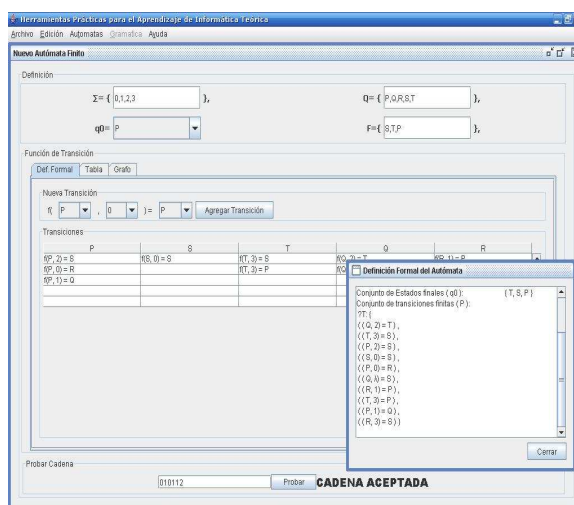 Herramientas Prácticas para el Aprendizaje de Informática Teórica
Archivo Edición Autómatas Gramatica Ayuda
Nuevo Autómata Finito
Definición
Σ= { 0,1,2,3 }, Q= { P,Q,R,S,T },
q0= P F={ S,T,P },
Función de Transición
Def. Formal Tabla Grafo
Nueva Transición
f( P , 0 )= P Agregar Transición
Transiciones
P S T Q R
f(P, 2) = S f(S, 0) = S f(T, 3) = S f(Q, 2) = T f(R, 1) = P
f(P, 0) = R f(T, 3) = P f(Q
f(P, 1) = Q
Definición Formal del Autómata
Conjunto de Estados finales ( q0 ): { T, S, P }
Conjunto de transiciones finitas ( P ):
?T: {
( ( Q, 2) = T ) ,
( ( T, 3) = S ) ,
( ( P, 2) = S ) ,
( ( S, 0) = S ) ,
( ( P, 0) = R ) ,
( ( Q, λ) = S ) ,
( ( R, 1) = P ) ,
( ( T, 3) = P ) ,
( ( P, 1) = Q ) ,
( ( R, 3) = S ) }
Cerrar
Probar Cadena
010112 Probar CADENA ACEPTADA